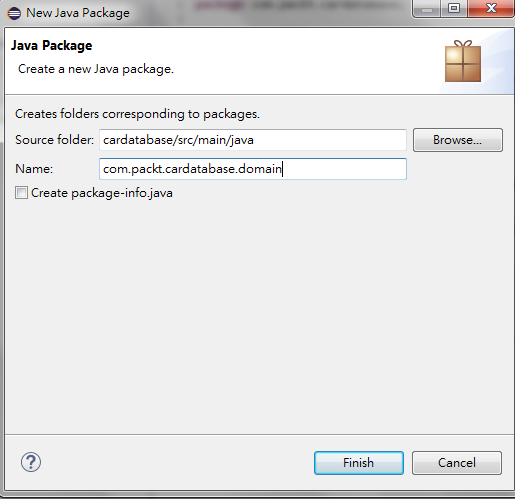 New Java Package
Java Package
Create a new Java package.
Creates folders corresponding to packages.
Source folder: cardatabase/src/main/java Browse...
Name: com.packt.cardatabase.domain
Create package-info.java
? Finish Cancel